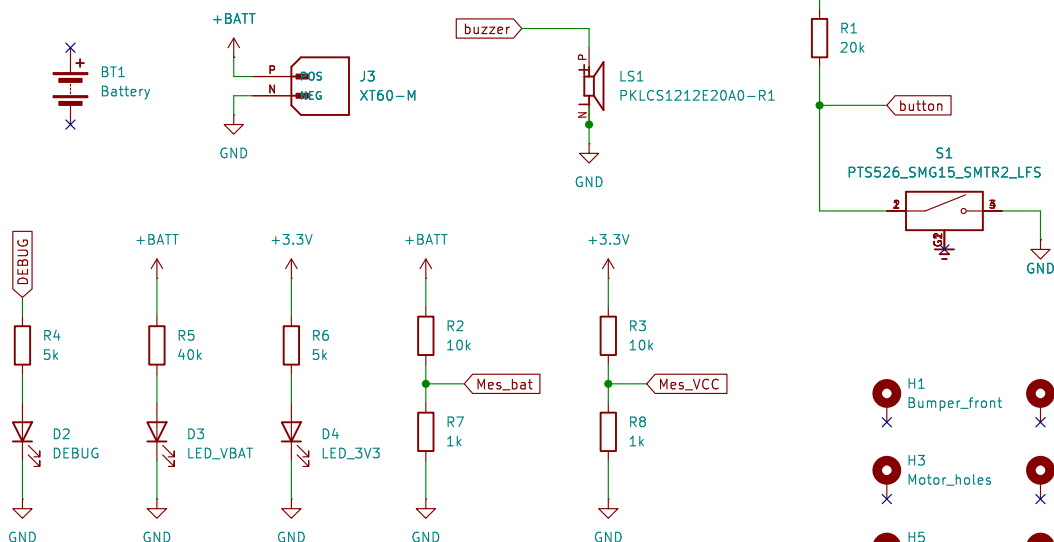 +BATT
BT1
Battery
+
P
N
POS
NEG
J3
XT60-M
GND
buzzer
P
N
LS1
PKLCS1212E20A0-R1
GND
R1
20k
button
S1
PTS526_SMG15_SMTR2_LFS
2
3
GND
DEBUG
R4
5k
D2
DEBUG
GND
+BATT
R5
40k
D3
LED_VBAT
GND
+3.3V
R6
5k
D4
LED_3V3
GND
+BATT
R2
10k
Mes_bat
R7
1k
GND
+3.3V
R3
10k
Mes_VCC
R8
1k
GND
H1
Bumper_front
H3
Motor_holes
H5